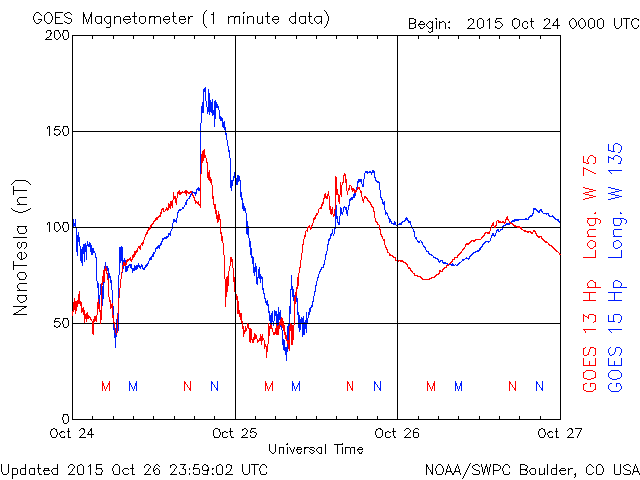 GOES Magnetometer (1 minute data)
Begin: 2015 Oct 24 0000 UTC
200
150
100
50
0
NanoTesla (nT)
M M N N M M N N M M N N
Oct 24 Oct 25 Oct 26 Oct 27
Universal Time
GOES 13 Hp Long. W 75
GOES 15 Hp Long. W 135
Updated 2015 Oct 26 23:59:02 UTC
NOAA/SWPC Boulder, CO USA